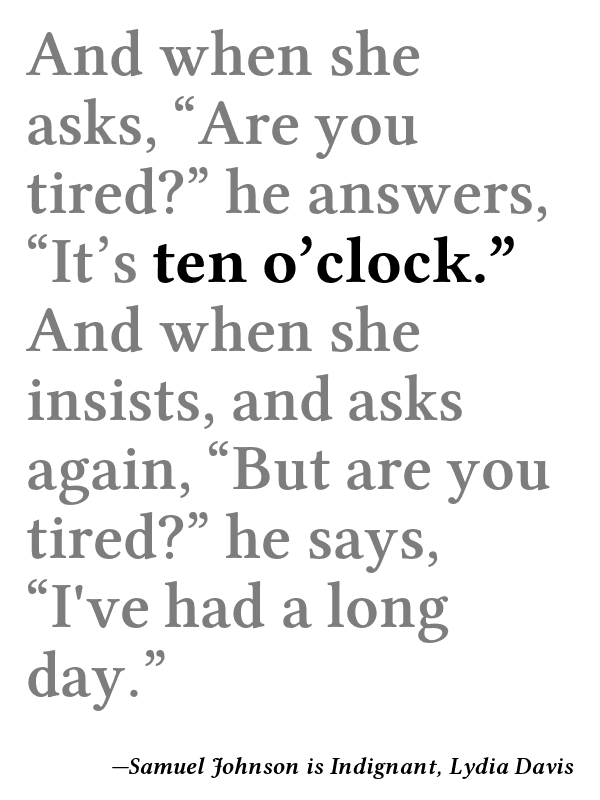 And when she
asks, “Are you
tired?” he answers,
“It’s ten o’clock.”
And when she
insists, and asks
again, “But are you
tired?” he says,
“I've had a long
day.”
—Samuel Johnson is Indignant, Lydia Davis